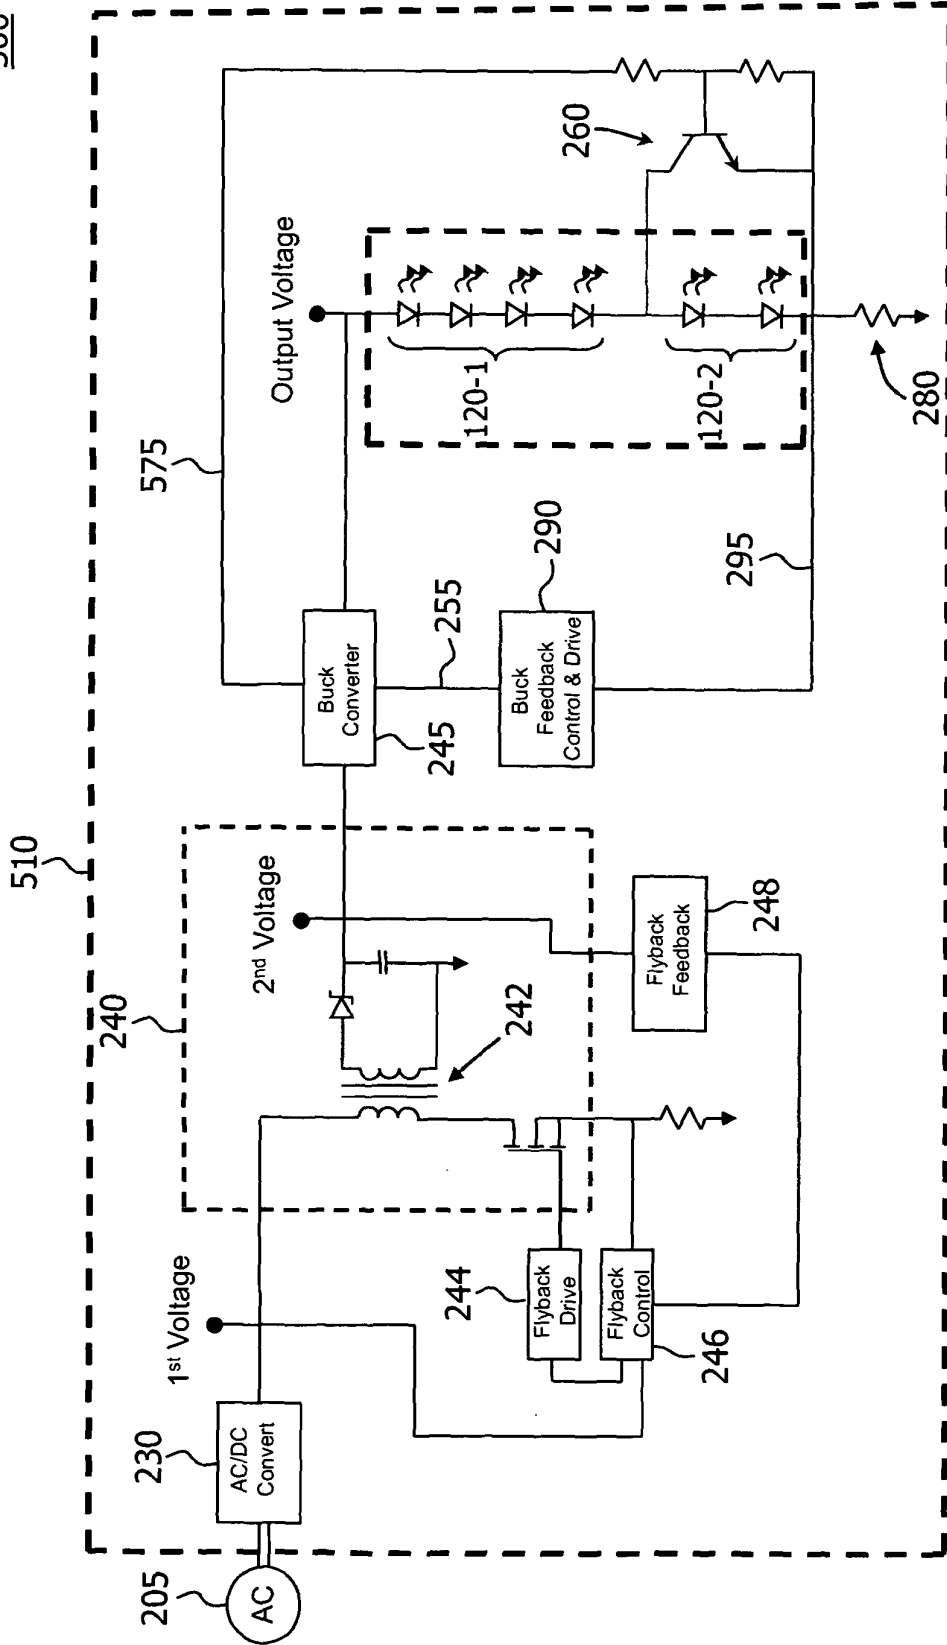 510
205
AC
230
AC/DC
Convert
1st Voltage
240
2nd Voltage
242
244
Flyback
Drive
Flyback
Control
246
Flyback
Feedback
248
575
Buck
Converter
245
255
Buck
Feedback
Control & Drive
290
295
Output Voltage
120-1
120-2
260
280